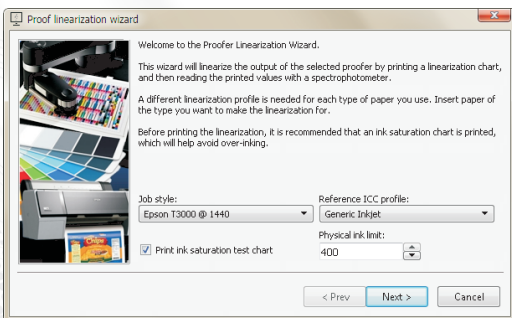 Proof linearization wizard
Welcome to the Proofer Linearization Wizard.
This wizard will linearize the output of the selected proofer by printing a linearization chart,
and then reading the printed values with a spectrophotometer.
A different linearization profile is needed for each type of paper you use. Insert paper of
the type you want to make the linearization for.
Before printing the linearization, it is recommended that an ink saturation chart is printed,
which will help avoid over-inking.
Job style:
Reference ICC profile:
Epson T3000 @ 1440
Generic Inkjet
Physical ink limit:
Print ink saturation test chart
400
< Prev
Next >
Cancel